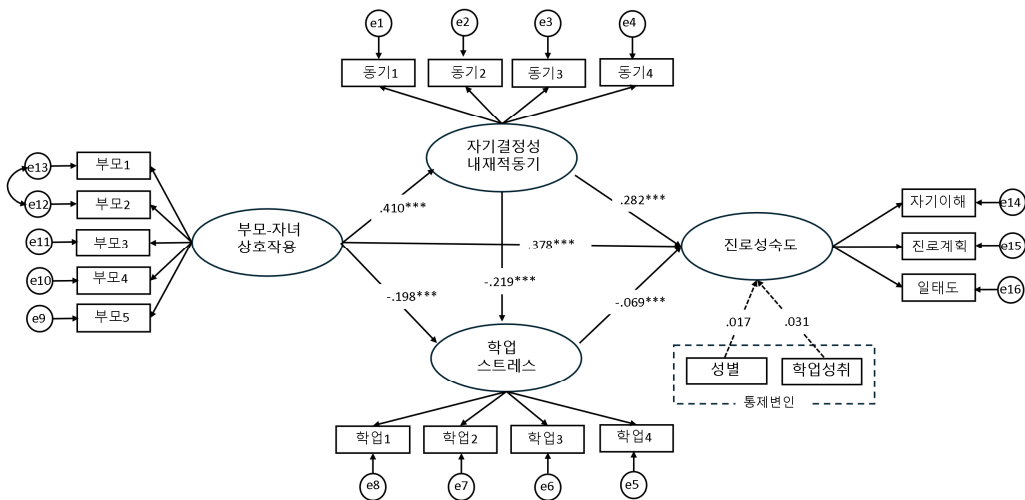 e1
e2
e3
e4
동기1
동기2
동기3
동기4
자기결정성
내재적동기
e13
부모1
e12
부모2
e11
부모3
e10
부모4
e9
부모5
부모-자녀
상호작용
.410***
.282***
.378***
-.198***
-.219***
-.069***
진로성숙도
자기이해
e14
진로계획
e15
일태도
e16
.017
.031
성별
학업성취
통제변인
학업
스트레스
학업1
학업2
학업3
학업4
e8
e7
e6
e5